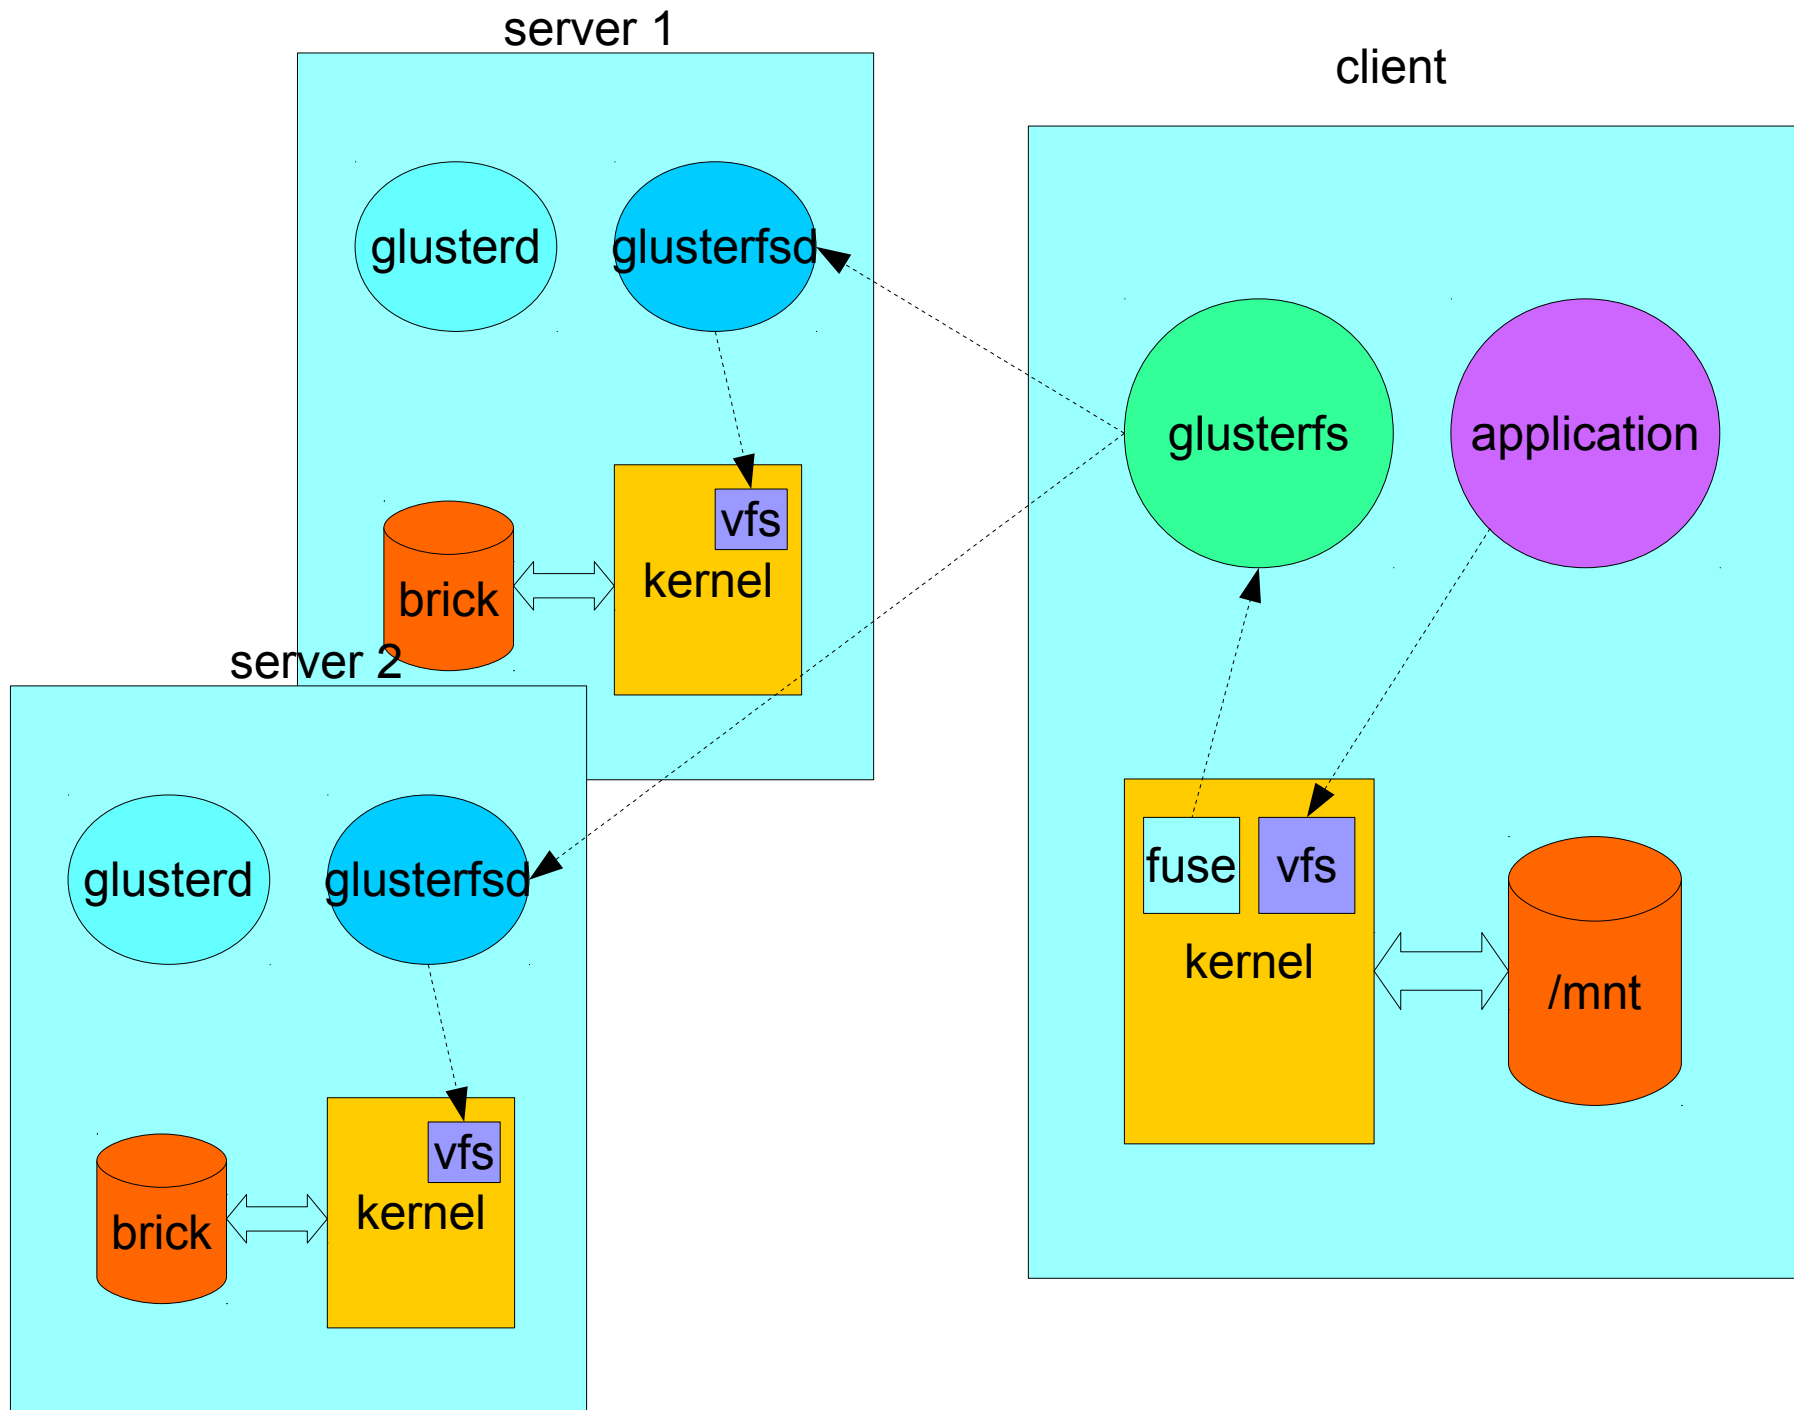 server 1
client
glusterd
glusterfsd
glusterfs
application
vfs
kernel
brick
server 2
glusterd
glusterfsd
fuse
vfs
kernel
/mnt
vfs
kernel
brick